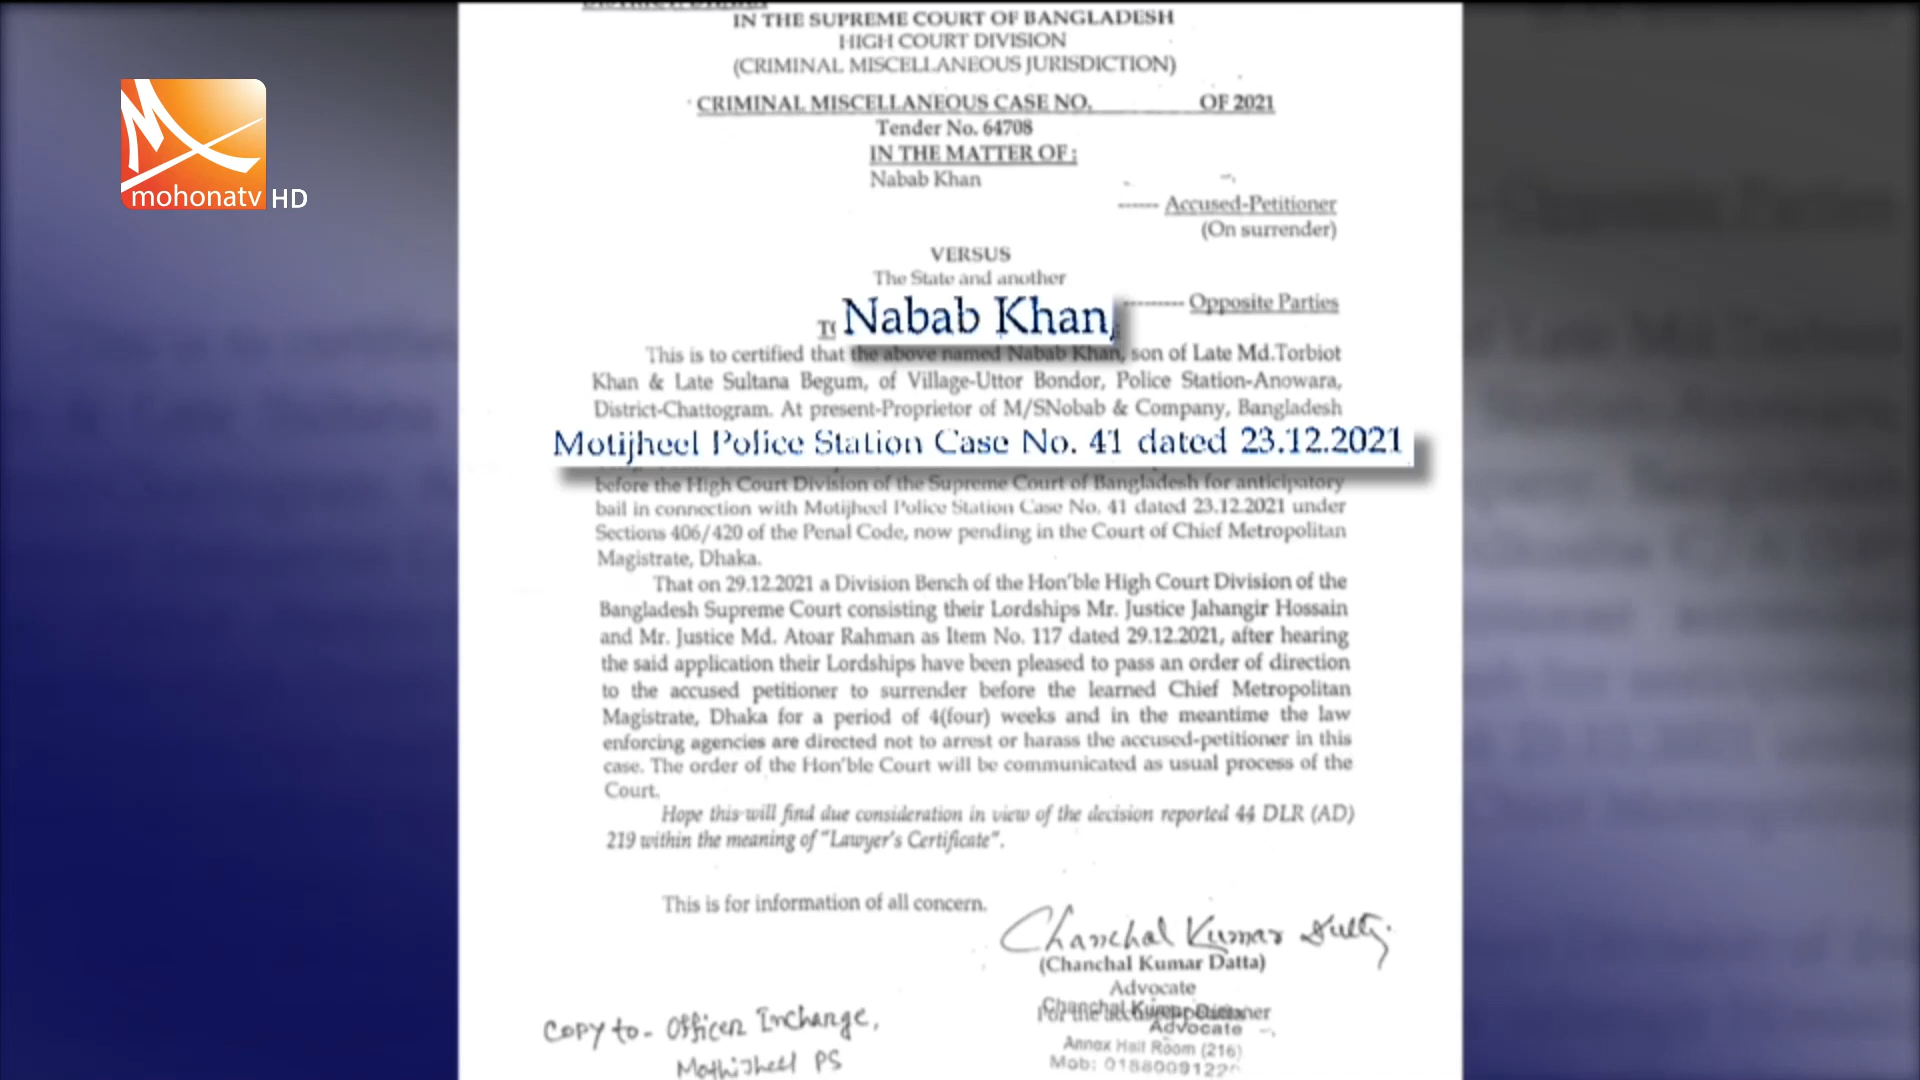 IN THE SUPREME COURT OF BANGLADESH
HIGH COURT DIVISION
(CRIMINAL MISCELLANEOUS JURISDICTION)
CRIMINAL MISCELLANEOUS CASE NO. OF 2021
Tender No. 64708
IN THE MATTER OF:
Nabab Khan
------ Accused-Petitioner
(On surrender)
VERSUS
The State and another
--------- Opposite Parties
Nabab Khan,
This is to certified that the above named Nabab Khan, son of Late Md.Torbiot
Khan & Late Sultana Begum, of Village-Uttor Bondor, Police Station-Anowara,
District-Chattogram. At present-Proprietor of M/SNobab & Company, Bangladesh
Motijheel Police Station Case No. 41 dated 23.12.2021
before the High Court Division of the Supreme Court of Bangladesh for anticipatory
bail in connection with Motijheel Police Station Case No. 41 dated 23.12.2021 under
Sections 406/420 of the Penal Code, now pending in the Court of Chief Metropolitan
Magistrate, Dhaka.
That on 29.12.2021 a Division Bench of the Hon'ble High Court Division of the
Bangladesh Supreme Court consisting their Lordships Mr. Justice Jahangir Hossain
and Mr. Justice Md. Atoar Rahman as Item No. 117 dated 29.12.2021, after hearing
the said application their Lordships have been pleased to pass an order of direction
to the accused petitioner to surrender before the learned Chief Metropolitan
Magistrate, Dhaka for a period of 4(four) weeks and in the meantime the law
enforcing agencies are directed not to arrest or harass the accused-petitioner in this
case. The order of the Hon'ble Court will be communicated as usual process of the
Court.
Hope this will find due consideration in view of the decision reported 44 DLR (AD)
219 within the meaning of "Lawyer's Certificate".
This is for information of all concern.
Chanchal Kumar Dutta
(Chanchal Kumar Datta)
Advocate
Advocate
Annex Hall Room (216)
Mob:
Copy to- Officer Incharge,
Mothijheel PS
mohonatv HD